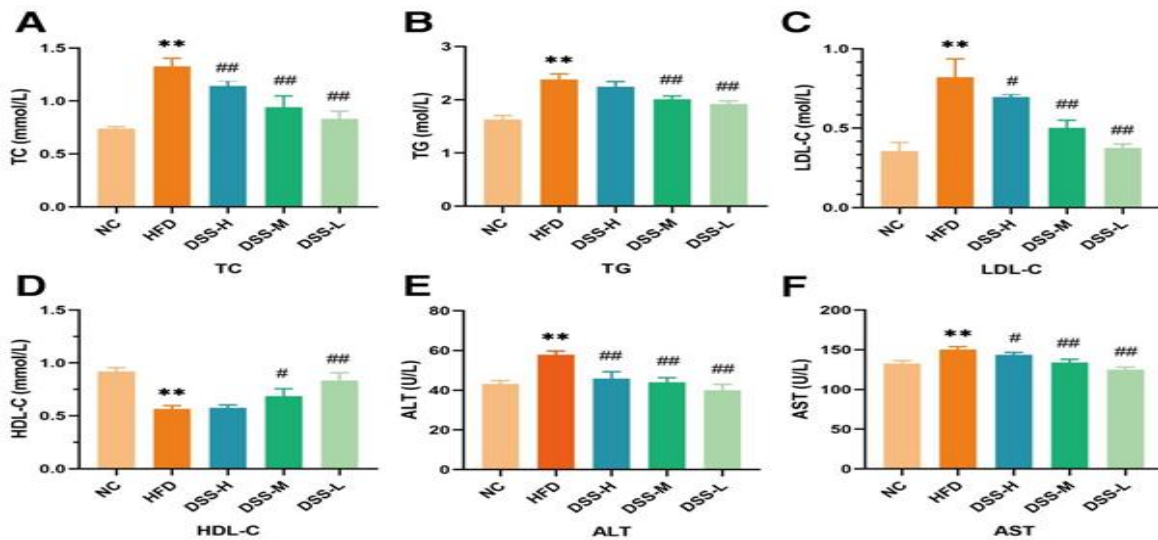 A
TC (mmol/L)
1.5
1.0
0.5
0.0
**
##
##
##
NC
HFD
DSS-H
DSS-M
DSS-L
TC
B
TG (mol/L)
3
2
1
0
**
##
##
NC
HFD
DSS-H
DSS-M
DSS-L
TG
C
LDL-C (mol/L)
1.0
0.5
0.0
**
#
##
##
NC
HFD
DSS-H
DSS-M
DSS-L
LDL-C
D
HDL-C (mmol/L)
1.5
1.0
0.5
0.0
**
#
##
NC
HFD
DSS-H
DSS-M
DSS-L
HDL-C
E
ALT (U/L)
80
60
40
20
0
**
##
##
##
NC
HFD
DSS-H
DSS-M
DSS-L
ALT
F
AST (U/L)
200
150
100
50
0
**
#
##
##
NC
HFD
DSS-H
DSS-M
DSS-L
AST